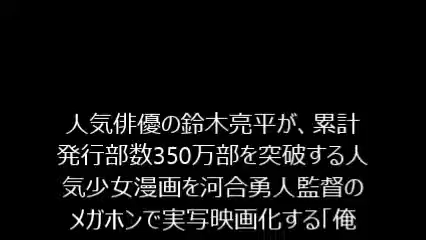 人気俳優の鈴木亮平が、累計
発行部数350万部を突破する人
気少女漫画を河合勇人監督の
メガホンで実写映画化する「俺